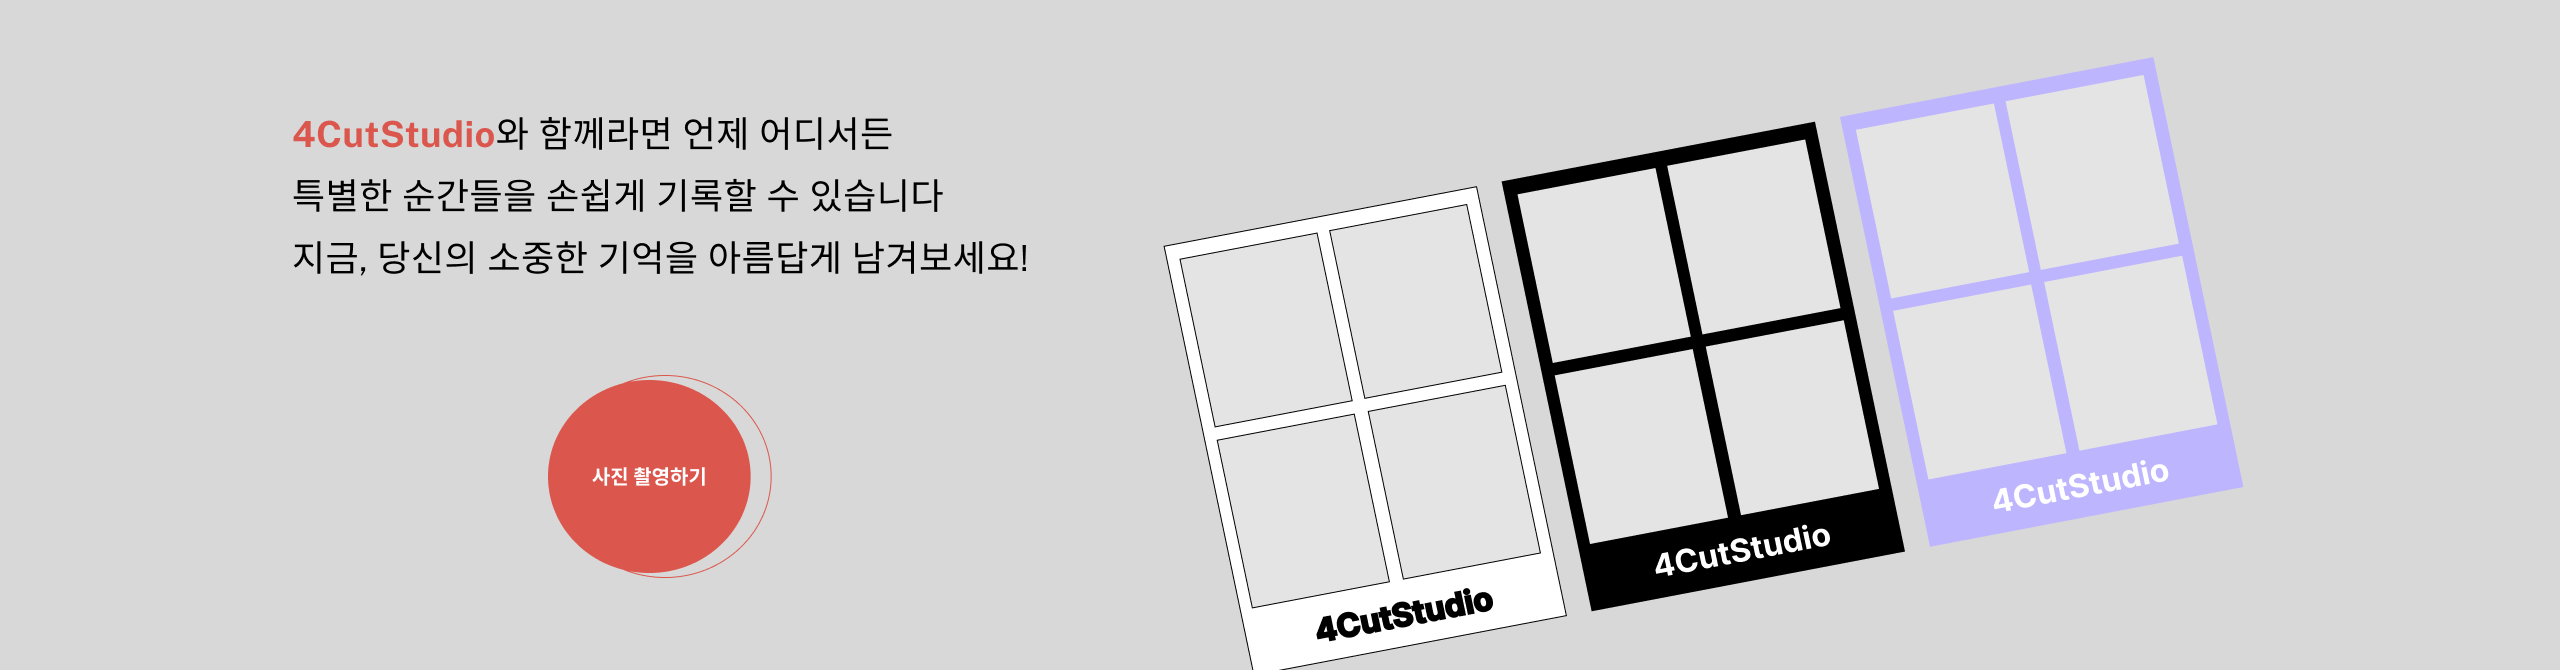 4CutStudio와 함께라면 언제 어디서든
특별한 순간들을 손쉽게 기록할 수 있습니다
지금, 당신의 소중한 기억을 아름답게 남겨보세요!
사진 촬영하기
4CutStudio
4CutStudio
4CutStudio